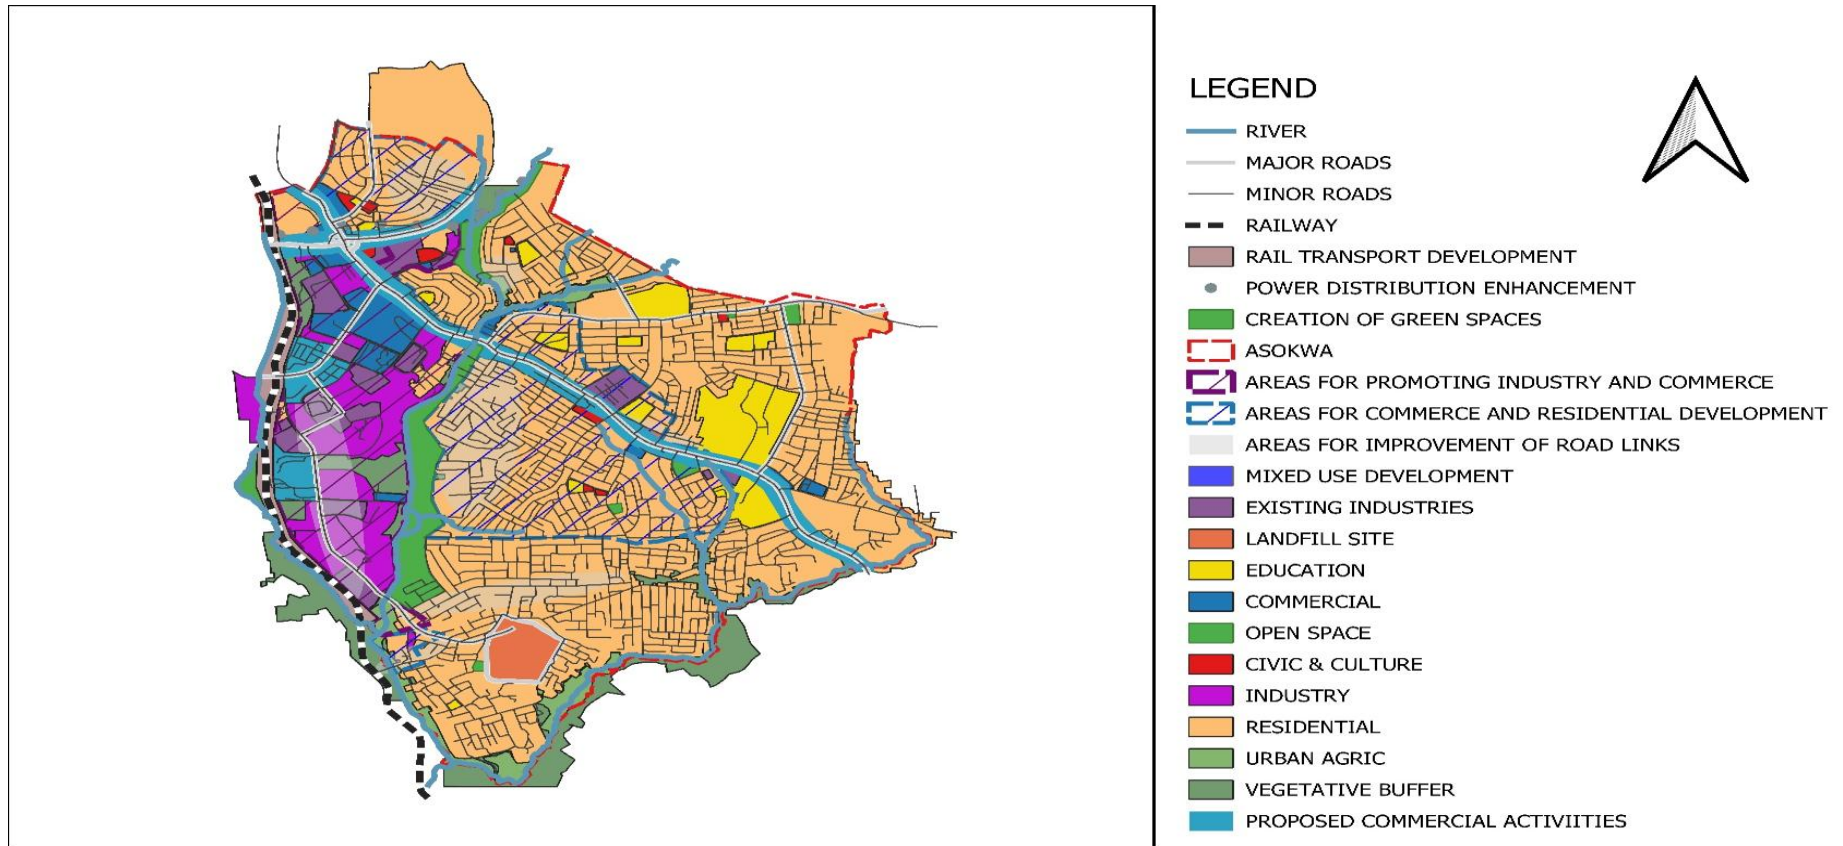 LEGEND
RIVER
MAJOR ROADS
MINOR ROADS
RAILWAY
RAIL TRANSPORT DEVELOPMENT
POWER DISTRIBUTION ENHANCEMENT
CREATION OF GREEN SPACES
ASOKWA
AREAS FOR PROMOTING INDUSTRY AND COMMERCE
AREAS FOR COMMERCE AND RESIDENTIAL DEVELOPMENT
AREAS FOR IMPROVEMENT OF ROAD LINKS
MIXED USE DEVELOPMENT
EXISTING INDUSTRIES
LANDFILL SITE
EDUCATION
COMMERCIAL
OPEN SPACE
CIVIC & CULTURE
INDUSTRY
RESIDENTIAL
URBAN AGRIC
VEGETATIVE BUFFER
PROPOSED COMMERCIAL ACTIVIITIES